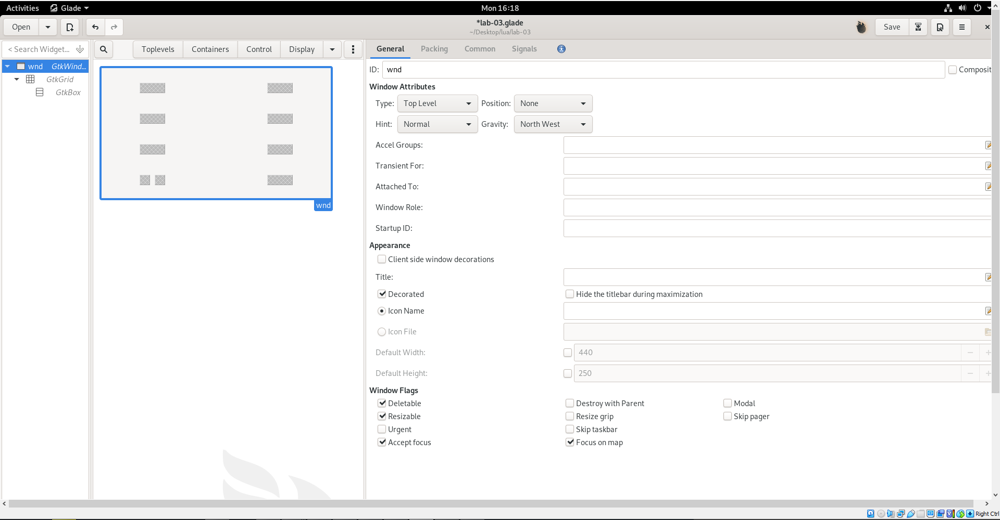 Activities Glade Mon 16:18
Open *lab-03.glade Save
~/Desktop/lua/lab-03
< Search Widget... Toplevels Containers Control Display General Packing Common Signals
wnd GtkWind...
GtkGrid
GtkBox
wnd
ID: wnd Composit
Window Attributes
Type: Top Level Position: None
Hint: Normal Gravity: North West
Accel Groups:
Transient For:
Attached To:
Window Role:
Startup ID:
Appearance
Client side window decorations
Title:
Decorated Hide the titlebar during maximization
Icon Name
Icon File
Default Width: 440
Default Height: 250
Window Flags
Deletable Destroy with Parent Modal
Resizable Resize grip Skip pager
Urgent Skip taskbar
Accept focus Focus on map
Right Ctrl